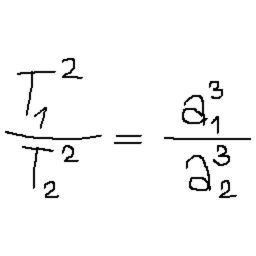 T₁²/T₂² = a₁³/a₂³